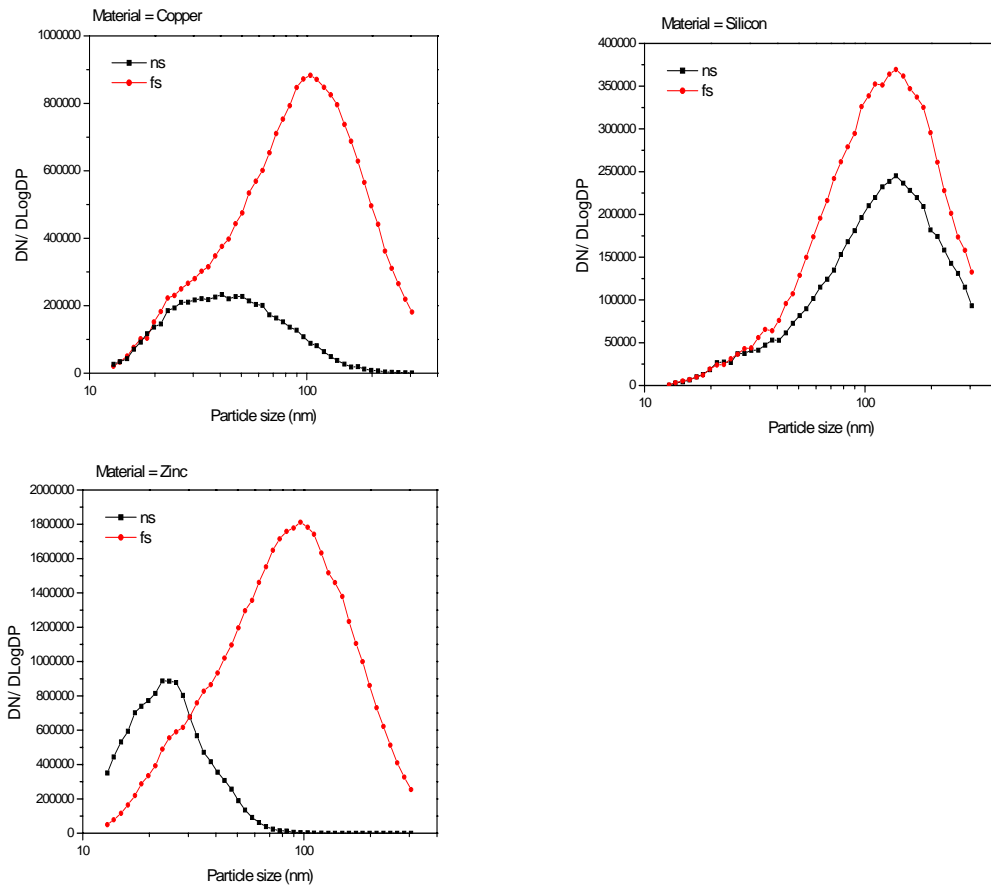 Material = Copper
1000000
800000
600000
400000
200000
0
ns
fs
DN/ DLogDP
10
100
Particle size (nm)
Material = Silicon
400000
350000
300000
250000
200000
150000
100000
50000
0
ns
fs
DN/ DLogDP
10
100
Particle size (nm)
Material = Zinc
2000000
1800000
1600000
1400000
1200000
1000000
800000
600000
400000
200000
0
ns
fs
DN/ DLogDP
10
100
Particle size (nm)